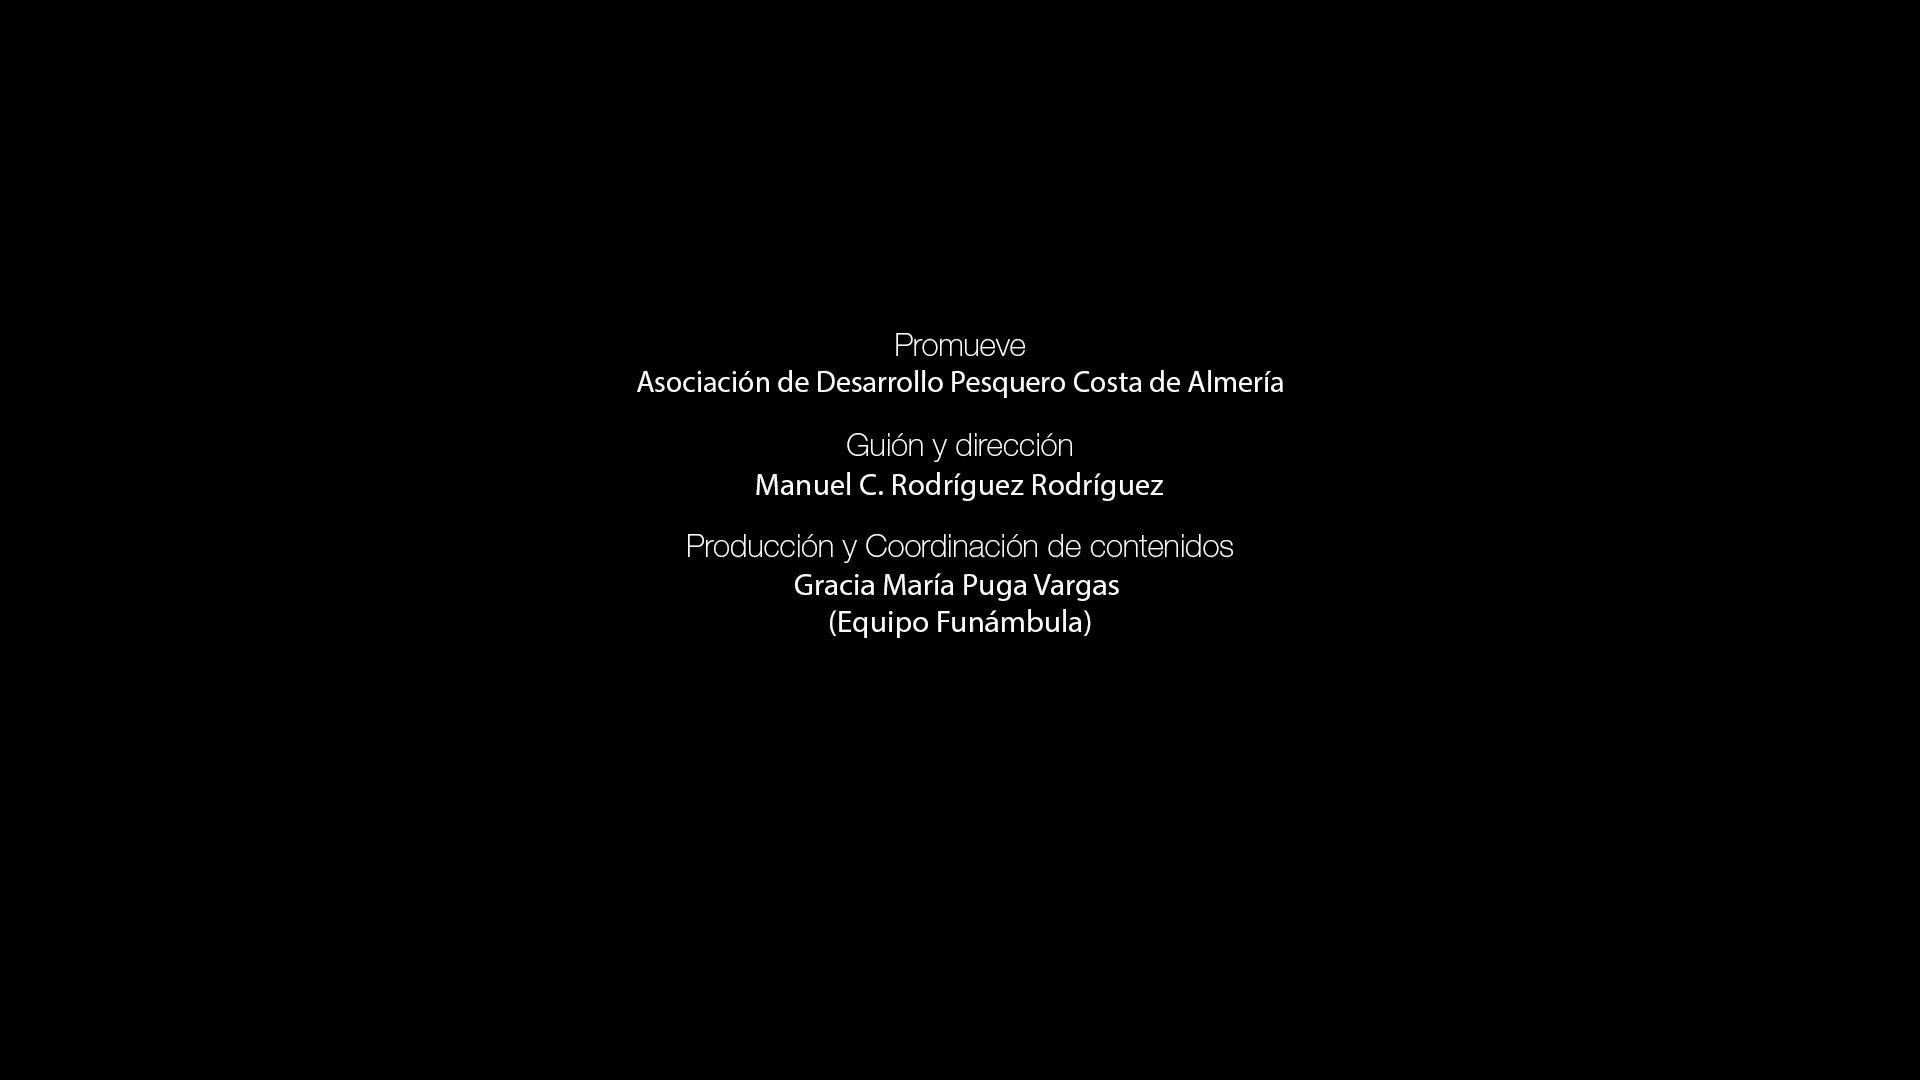 Promueve
Asociación de Desarrollo Pesquero Costa de Almería
Guión y dirección
Manuel C. Rodríguez Rodríguez
Producción y Coordinación de contenidos
Gracia María Puga Vargas
(Equipo Funámbula)